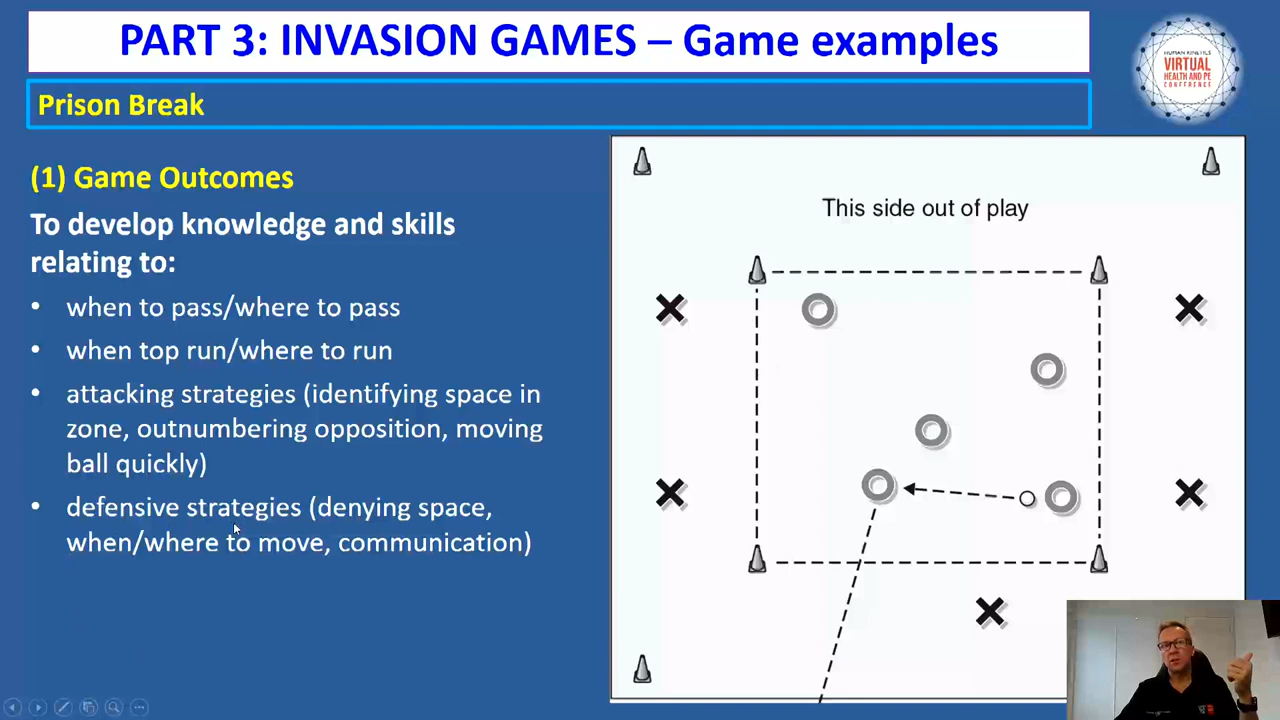 PART 3: INVASION GAMES – Game examples
HUMAN KINETICS
VIRTUAL
HEALTH AND PE
CONFERENCE
Prison Break
(1) Game Outcomes
To develop knowledge and skills
relating to:
• when to pass/where to pass
• when top run/where to run
• attacking strategies (identifying space in
zone, outnumbering opposition, moving
ball quickly)
• defensive strategies (denying space,
when/where to move, communication)
This side out of play